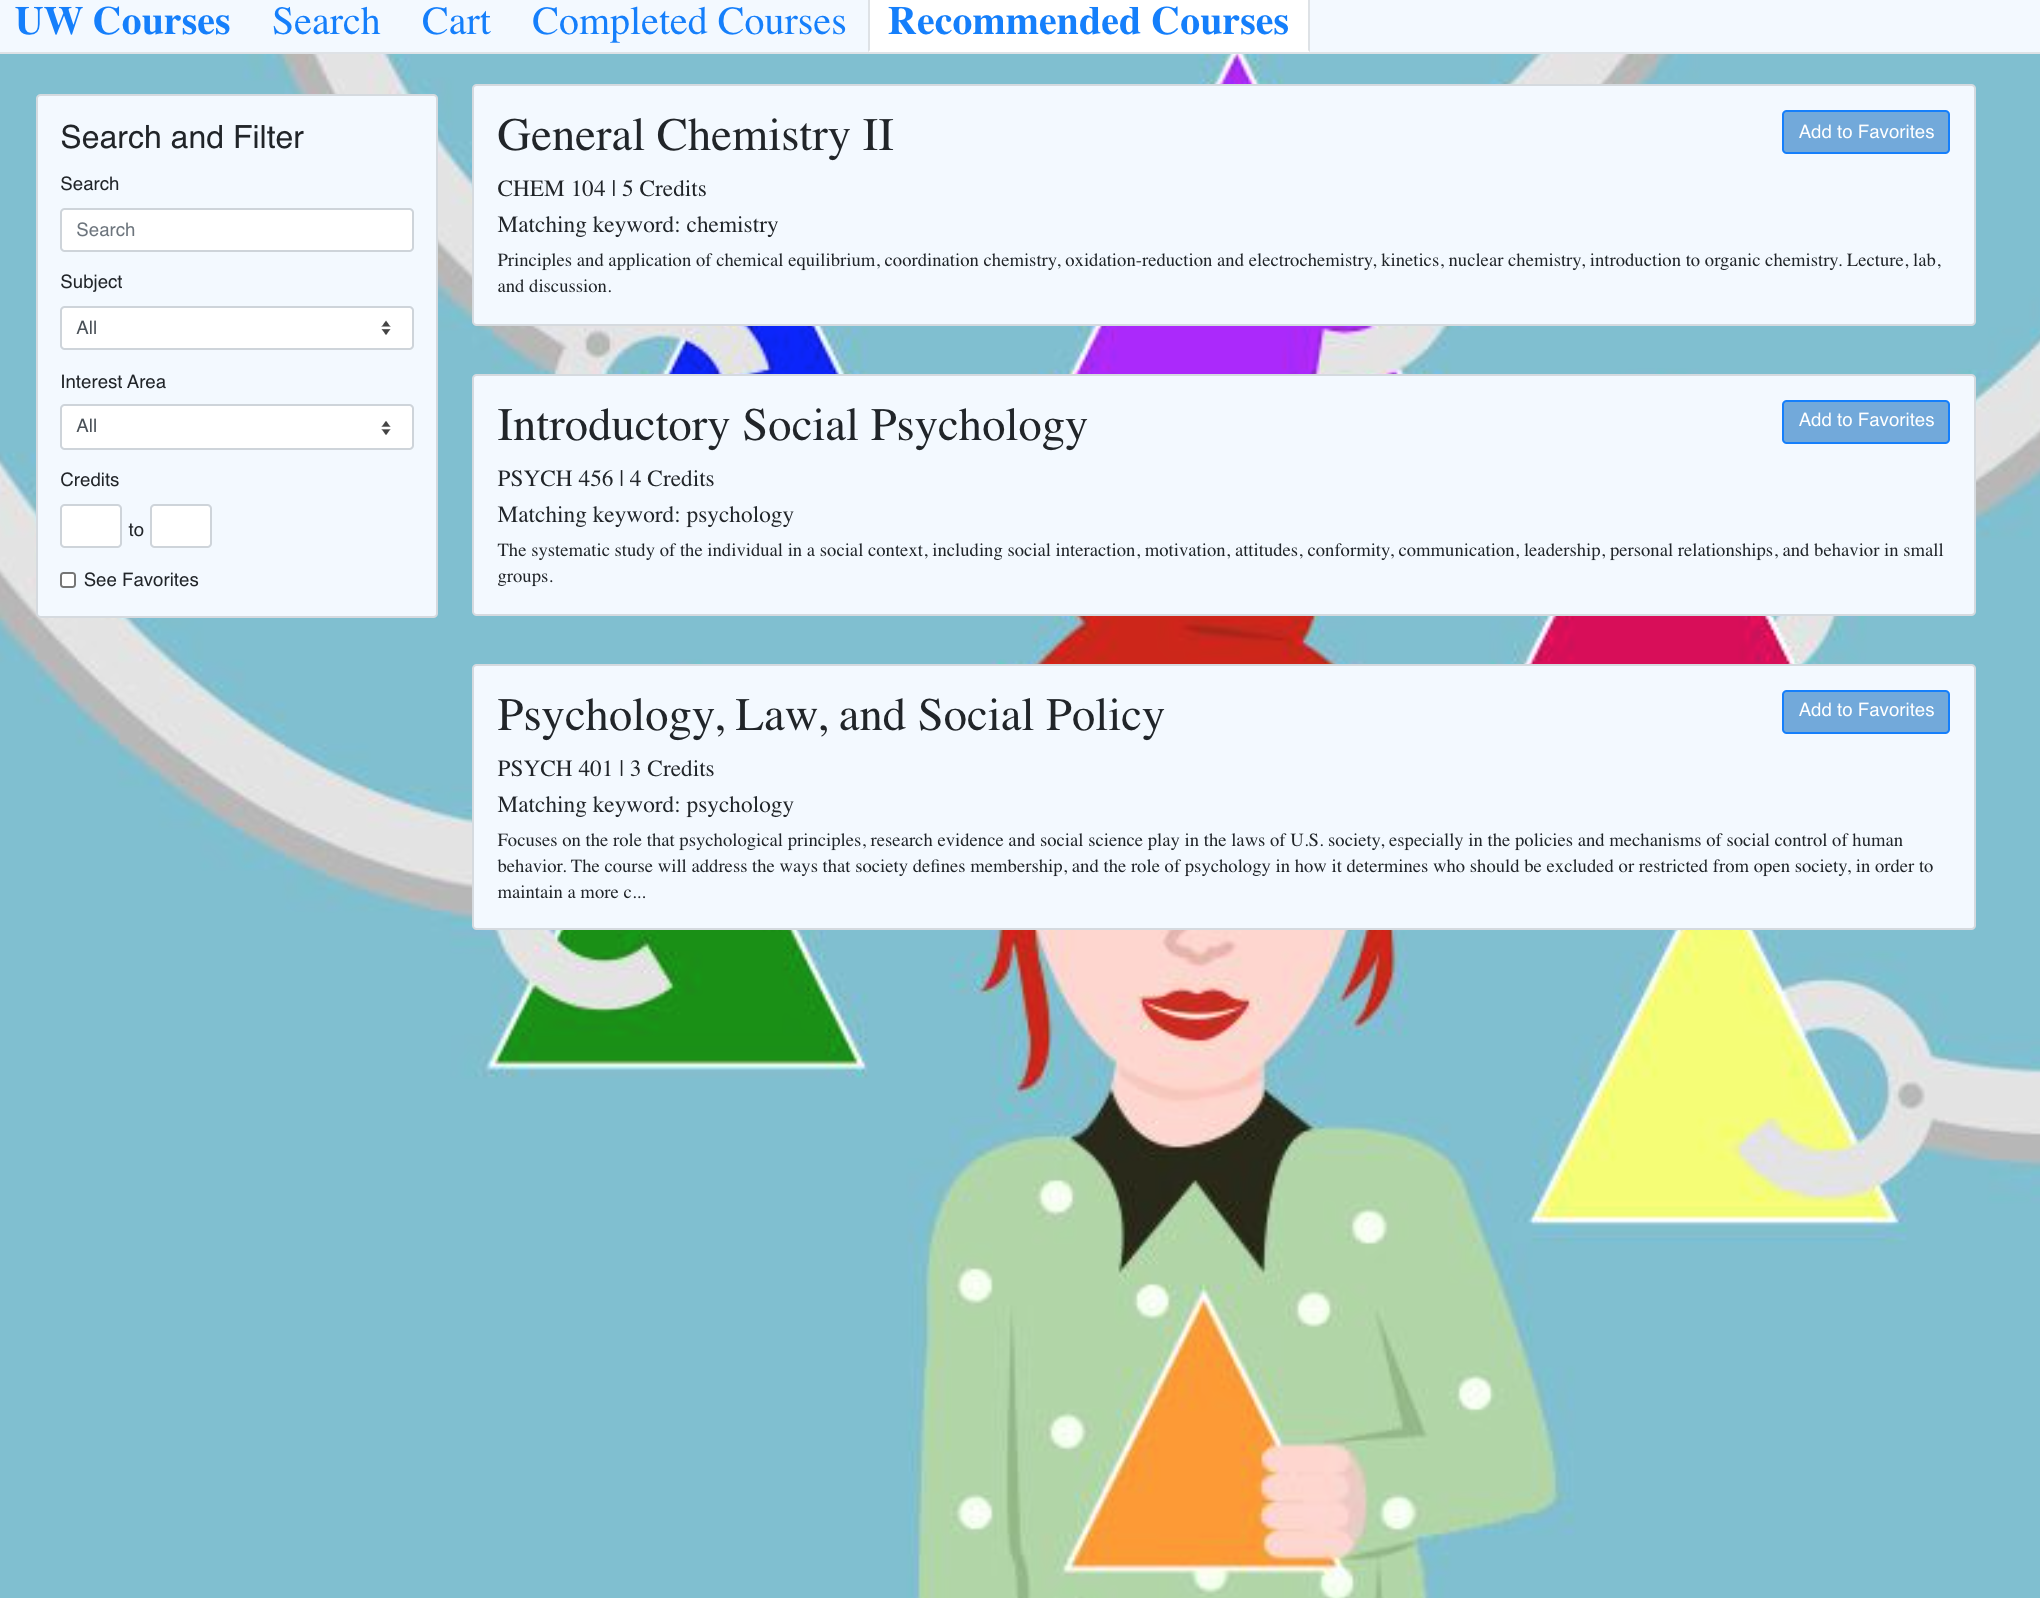 UW Courses Search Cart Completed Courses Recommended Courses
Search and Filter
Search
Search
Subject
All
Interest Area
All
Credits
to
See Favorites
General Chemistry II
Add to Favorites
CHEM 104 | 5 Credits
Matching keyword: chemistry
Principles and application of chemical equilibrium, coordination chemistry, oxidation-reduction and electrochemistry, kinetics, nuclear chemistry, introduction to organic chemistry. Lecture, lab,
and discussion.
Introductory Social Psychology
Add to Favorites
PSYCH 456 | 4 Credits
Matching keyword: psychology
The systematic study of the individual in a social context, including social interaction, motivation, attitudes, conformity, communication, leadership, personal relationships, and behavior in small
groups.
Psychology, Law, and Social Policy
Add to Favorites
PSYCH 401 | 3 Credits
Matching keyword: psychology
Focuses on the role that psychological principles, research evidence and social science play in the laws of U.S. society, especially in the policies and mechanisms of social control of human
behavior. The course will address the ways that society defines membership, and the role of psychology in how it determines who should be excluded or restricted from open society, in order to
maintain a more c...